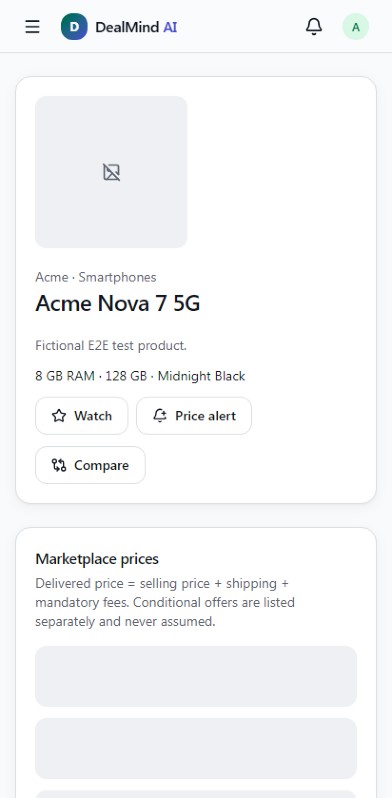 D DealMind AI
A
Acme · Smartphones
Acme Nova 7 5G
Fictional E2E test product.
8 GB RAM · 128 GB · Midnight Black
Watch
Price alert
Compare
Marketplace prices
Delivered price = selling price + shipping +
mandatory fees. Conditional offers are listed
separately and never assumed.